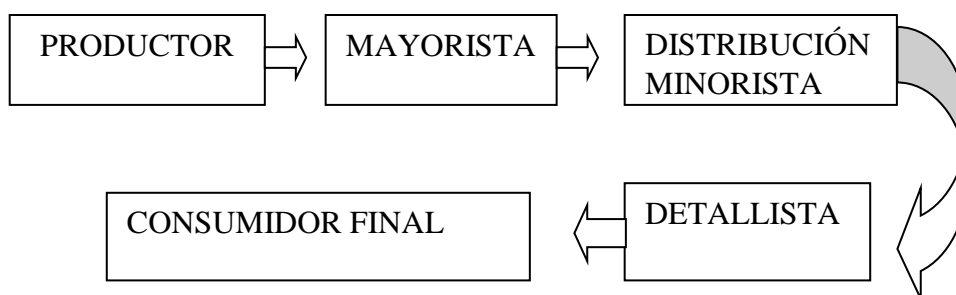 PRODUCTOR
MAYORISTA
DISTRIBUCIÓN
MINORISTA
DETALLISTA
CONSUMIDOR FINAL